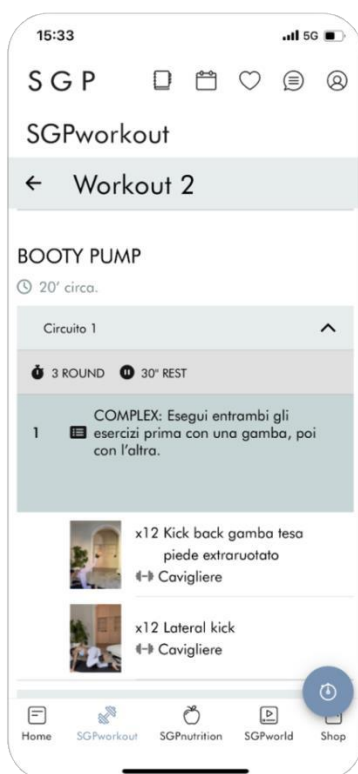 15:33
5G
SGP
SGPworkout
← Workout 2
BOOTY PUMP
20' circa.
Circuito 1
3 ROUND 30" REST
1 COMPLEX: Esegui entrambi gli
esercizi prima con una gamba, poi
con l'altra.
x12 Kick back gamba tesa
piede extraruotato
Cavigliere
x12 Lateral kick
Cavigliere
Home SGPworkout SGPnutrition SGPworld Shop